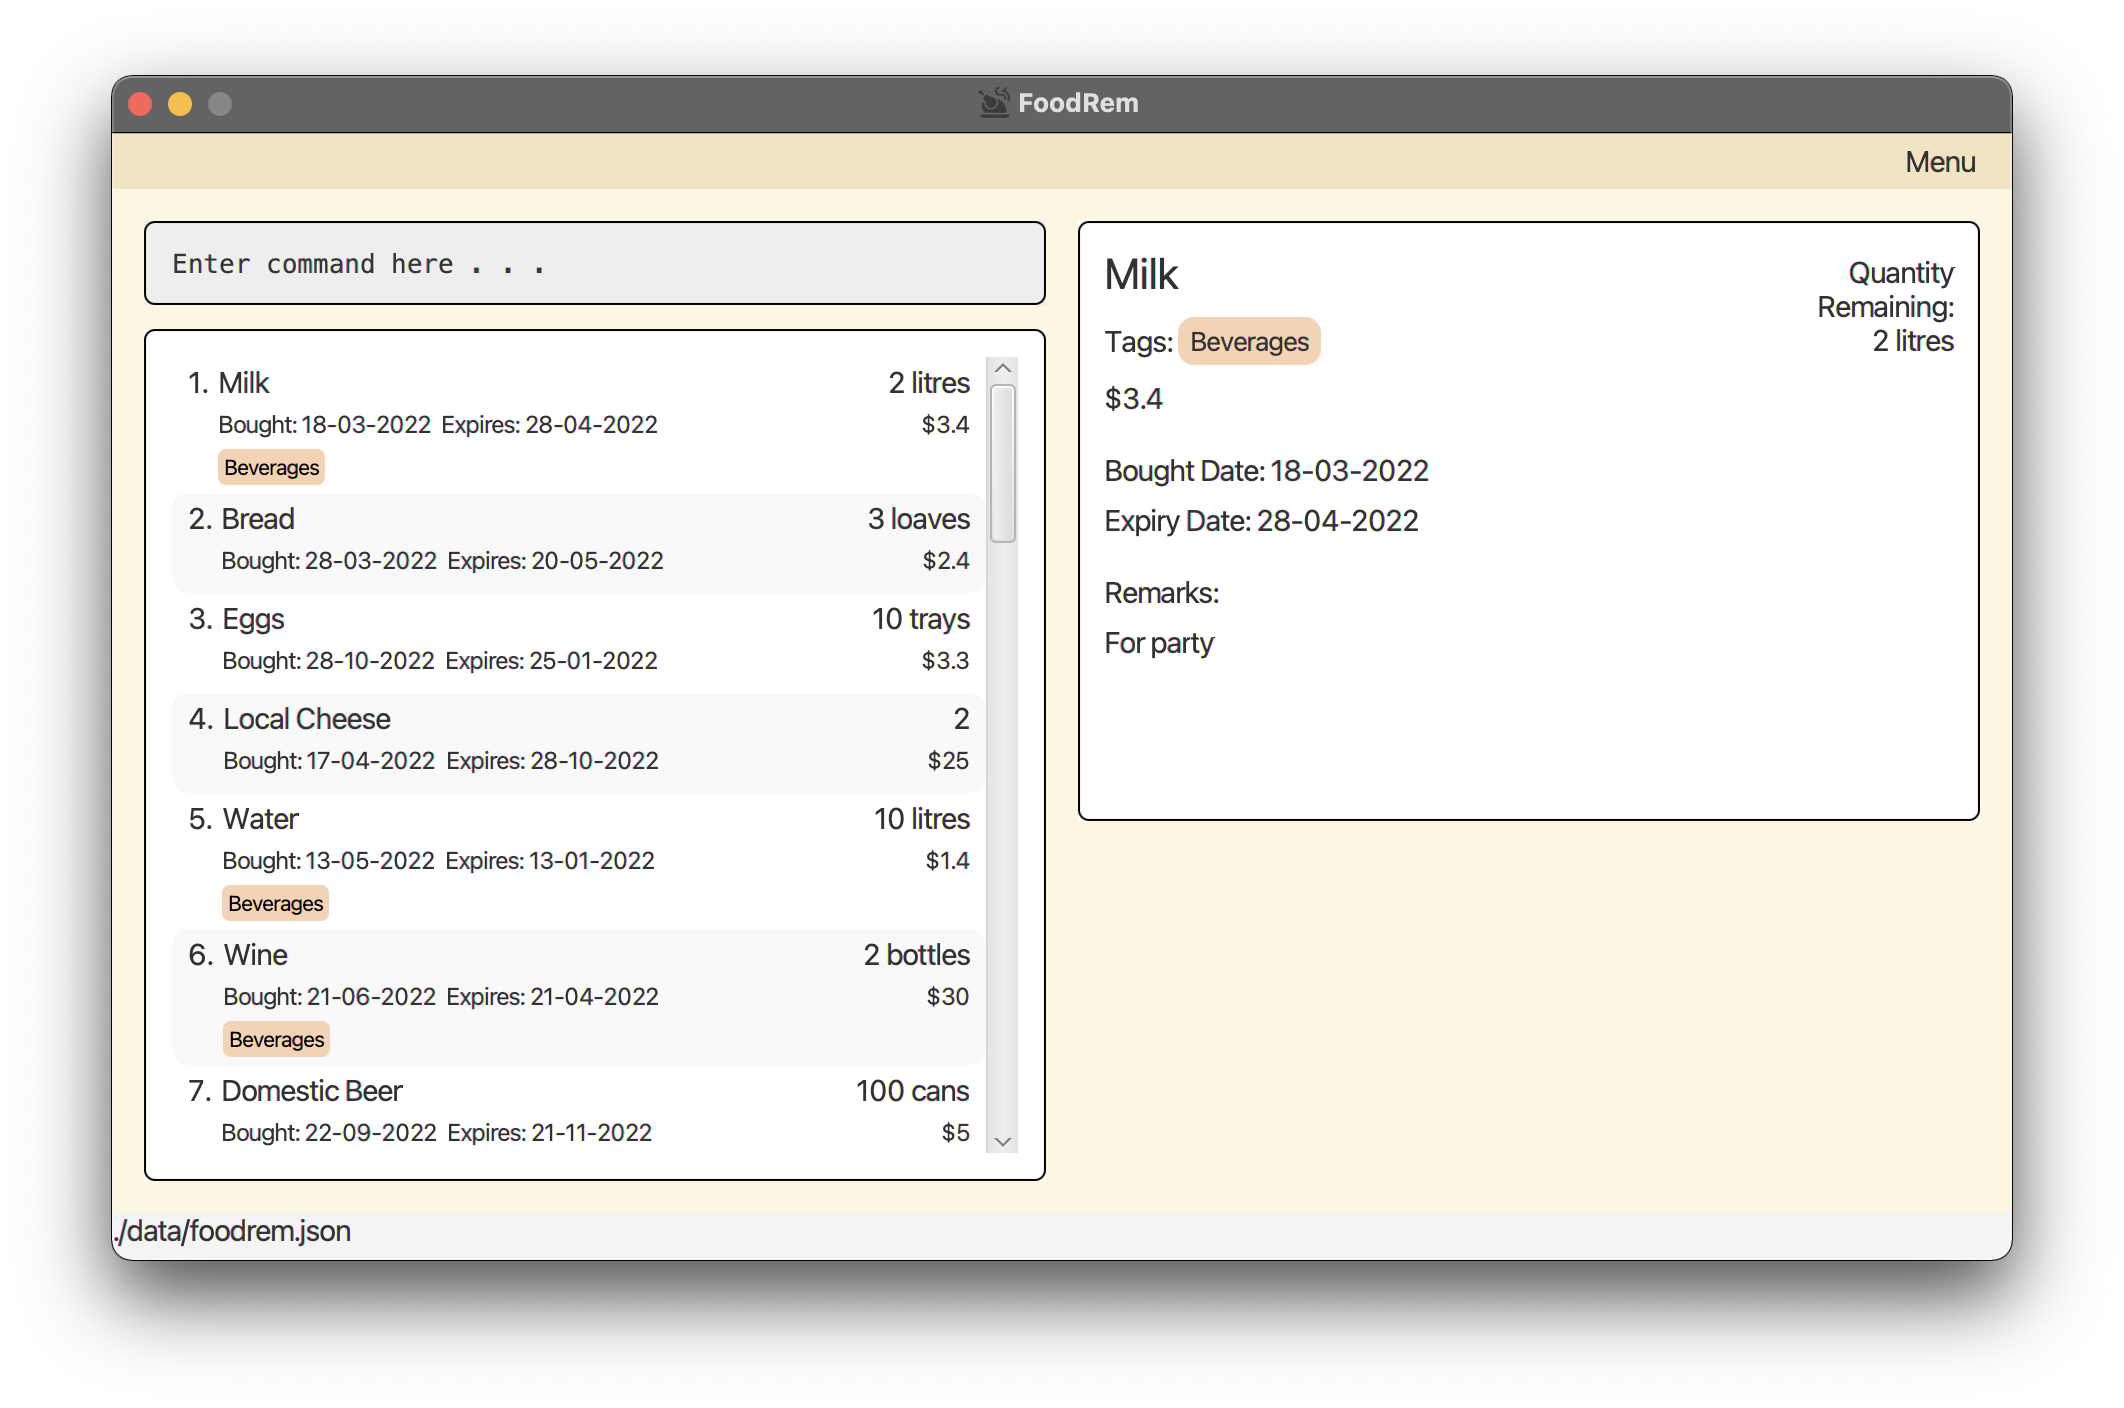 FoodRem
Menu
Enter command here . . .
1. Milk 2 litres
Bought: 18-03-2022 Expires: 28-04-2022 $3.4
Beverages
2. Bread 3 loaves
Bought: 28-03-2022 Expires: 20-05-2022 $2.4
3. Eggs 10 trays
Bought: 28-10-2022 Expires: 25-01-2022 $3.3
4. Local Cheese 2
Bought: 17-04-2022 Expires: 28-10-2022 $25
5. Water 10 litres
Bought: 13-05-2022 Expires: 13-01-2022 $1.4
Beverages
6. Wine 2 bottles
Bought: 21-06-2022 Expires: 21-04-2022 $30
Beverages
7. Domestic Beer 100 cans
Bought: 22-09-2022 Expires: 21-11-2022 $5
Milk
Quantity
Remaining:
2 litres
Tags: Beverages
$3.4
Bought Date: 18-03-2022
Expiry Date: 28-04-2022
Remarks:
For party
./data/foodrem.json